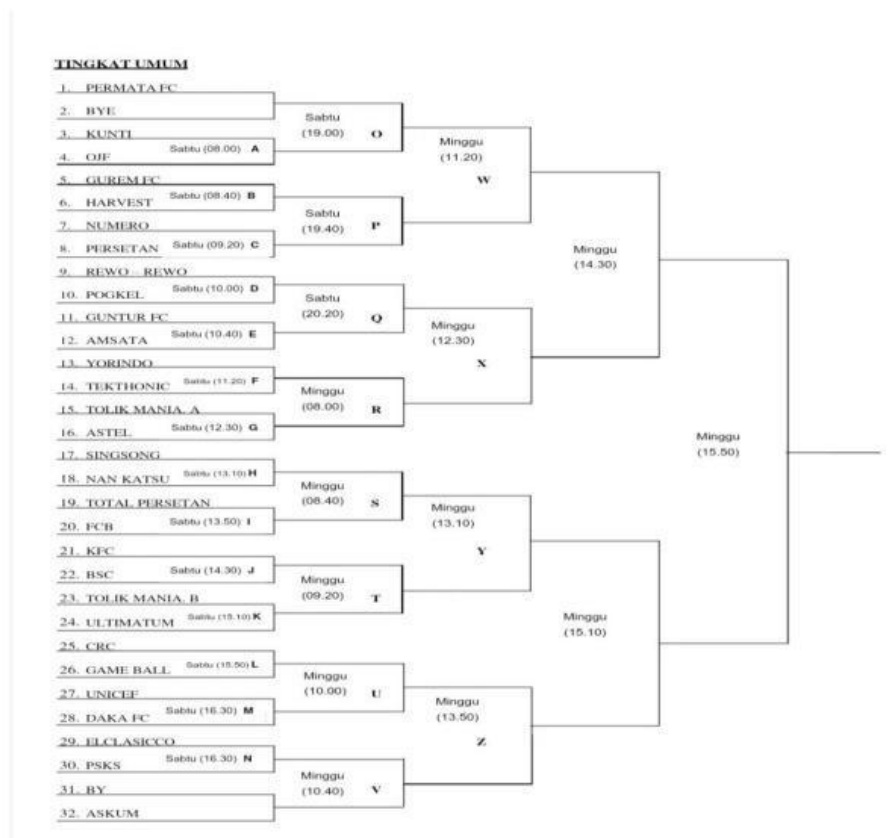 TINGKAT UMUM
1. PERMATA FC
2. BYE
3. KUNTI
4. OJF
Sabtu (08.00) A
5. GUREM FC
6. HARVEST
Sabtu (08.40) B
7. NUMERO
8. PERSETAN
Sabtu (09.20) C
9. REWO - REWO
10. POGKEL
Sabtu (10.00) D
11. GUNTUR FC
12. AMSATA
Sabtu (10.40) E
13. YORINDO
14. TEKTHONIC
Sabtu (11.20) F
15. TOLIK MANIA. A
16. ASTEL
Sabtu (12.30) G
17. SINGSONG
18. NAN KATSU
Sabtu (13.10) H
19. TOTAL PERSETAN
20. FCB
Sabtu (13.50) I
21. KFC
22. BSC
Sabtu (14.30) J
23. TOLIK MANIA. B
24. ULTIMATUM
Sabtu (15.10) K
25. CRC
26. GAME BALL
Sabtu (15.50) L
27. UNICEF
28. DAKA FC
Sabtu (16.30) M
29. ELCLASICCO
30. PSKS
Sabtu (16.30) N
31. BY
32. ASKUM
Sabtu
(19.00) O
Sabtu
(19.40) P
Sabtu
(20.20) Q
Minggu
(08.00) R
Minggu
(08.40) S
Minggu
(09.20) T
Minggu
(10.00) U
Minggu
(10.40) V
Minggu
(11.20)
W
Minggu
(12.30)
X
Minggu
(13.10)
Y
Minggu
(13.50)
Z
Minggu
(14.30)
Minggu
(15.10)
Minggu
(15.50)